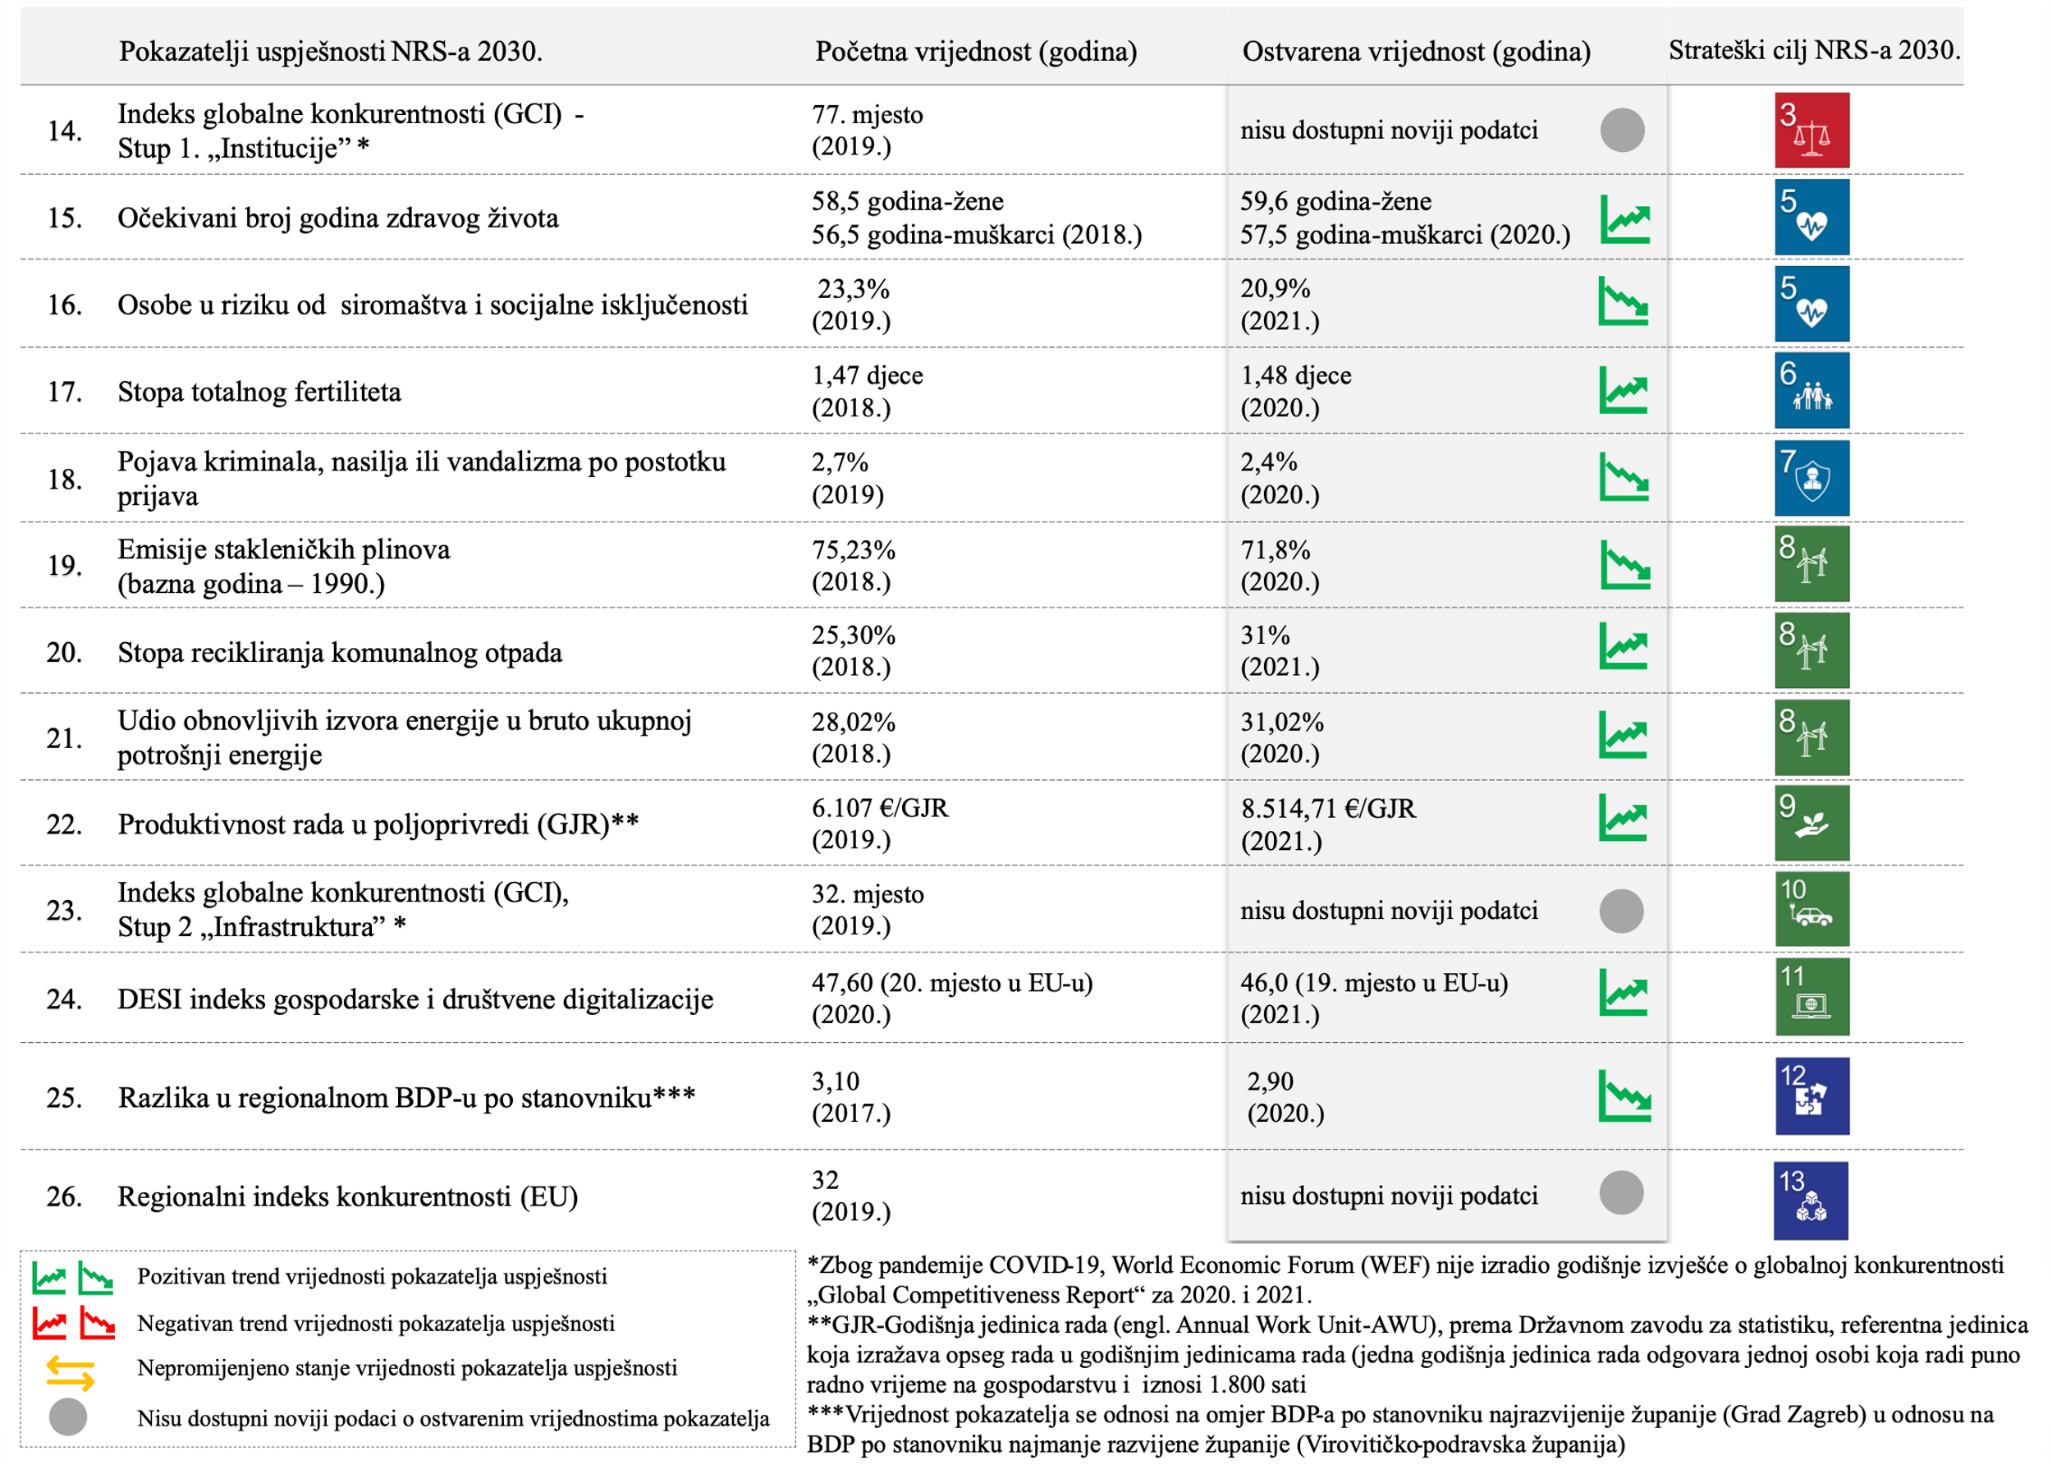 Pokazatelji uspješnosti NRS-a 2030. Početna vrijednost (godina) Ostvarena vrijednost (godina) Strateški cilj NRS-a 2030.
14. Indeks globalne konkurentnosti (GCI) - 77. mjesto nisu dostupni noviji podatci 3
Stup 1. „Institucije” * (2019.)
15. Očekivani broj godina zdravog života 58,5 godina-žene 59,6 godina-žene 5
56,5 godina-muškarci (2018.) 57,5 godina-muškarci (2020.)
16. Osobe u riziku od siromaštva i socijalne isključenosti 23,3% 20,9% 5
(2019.) (2021.)
17. Stopa totalnog fertiliteta 1,47 djece 1,48 djece 6
(2018.) (2020.)
18. Pojava kriminala, nasilja ili vandalizma po postotku 2,7% 2,4% 7
prijava (2019) (2020.)
19. Emisije stakleničkih plinova 75,23% 71,8% 8
(bazna godina – 1990.) (2018.) (2020.)
20. Stopa recikliranja komunalnog otpada 25,30% 31% 8
(2018.) (2021.)
21. Udio obnovljivih izvora energije u bruto ukupnoj 28,02% 31,02% 8
potrošnji energije (2018.) (2020.)
22. Produktivnost rada u poljoprivredi (GJR)** 6.107 €/GJR 8.514,71 €/GJR 9
(2019.) (2021.)
23. Indeks globalne konkurentnosti (GCI), 32. mjesto nisu dostupni noviji podatci 10
Stup 2 „Infrastruktura” * (2019.)
24. DESI indeks gospodarske i društvene digitalizacije 47,60 (20. mjesto u EU-u) 46,0 (19. mjesto u EU-u) 11
(2020.) (2021.)
25. Razlika u regionalnom BDP-u po stanovniku*** 3,10 2,90 12
(2017.) (2020.)
26. Regionalni indeks konkurentnosti (EU) 32 nisu dostupni noviji podatci 13
(2019.)
Pozitivan trend vrijednosti pokazatelja uspješnosti
Negativan trend vrijednosti pokazatelja uspješnosti
Nepromijenjeno stanje vrijednosti pokazatelja uspješnosti
Nisu dostupni noviji podaci o ostvarenim vrijednostima pokazatelja
*Zbog pandemije COVID-19, World Economic Forum (WEF) nije izradio godišnje izvješće o globalnoj konkurentnosti
„Global Competitiveness Report“ za 2020. i 2021.
**GJR-Godišnja jedinica rada (engl. Annual Work Unit-AWU), prema Državnom zavodu za statistiku, referentna jedinica
koja izražava opseg rada u godišnjim jedinicama rada (jedna godišnja jedinica rada odgovara jednoj osobi koja radi puno
radno vrijeme na gospodarstvu i iznosi 1.800 sati
***Vrijednost pokazatelja se odnosi na omjer BDP-a po stanovniku najrazvijenije županije (Grad Zagreb) u odnosu na
BDP po stanovniku najmanje razvijene županije (Virovitičko-podravska županija)